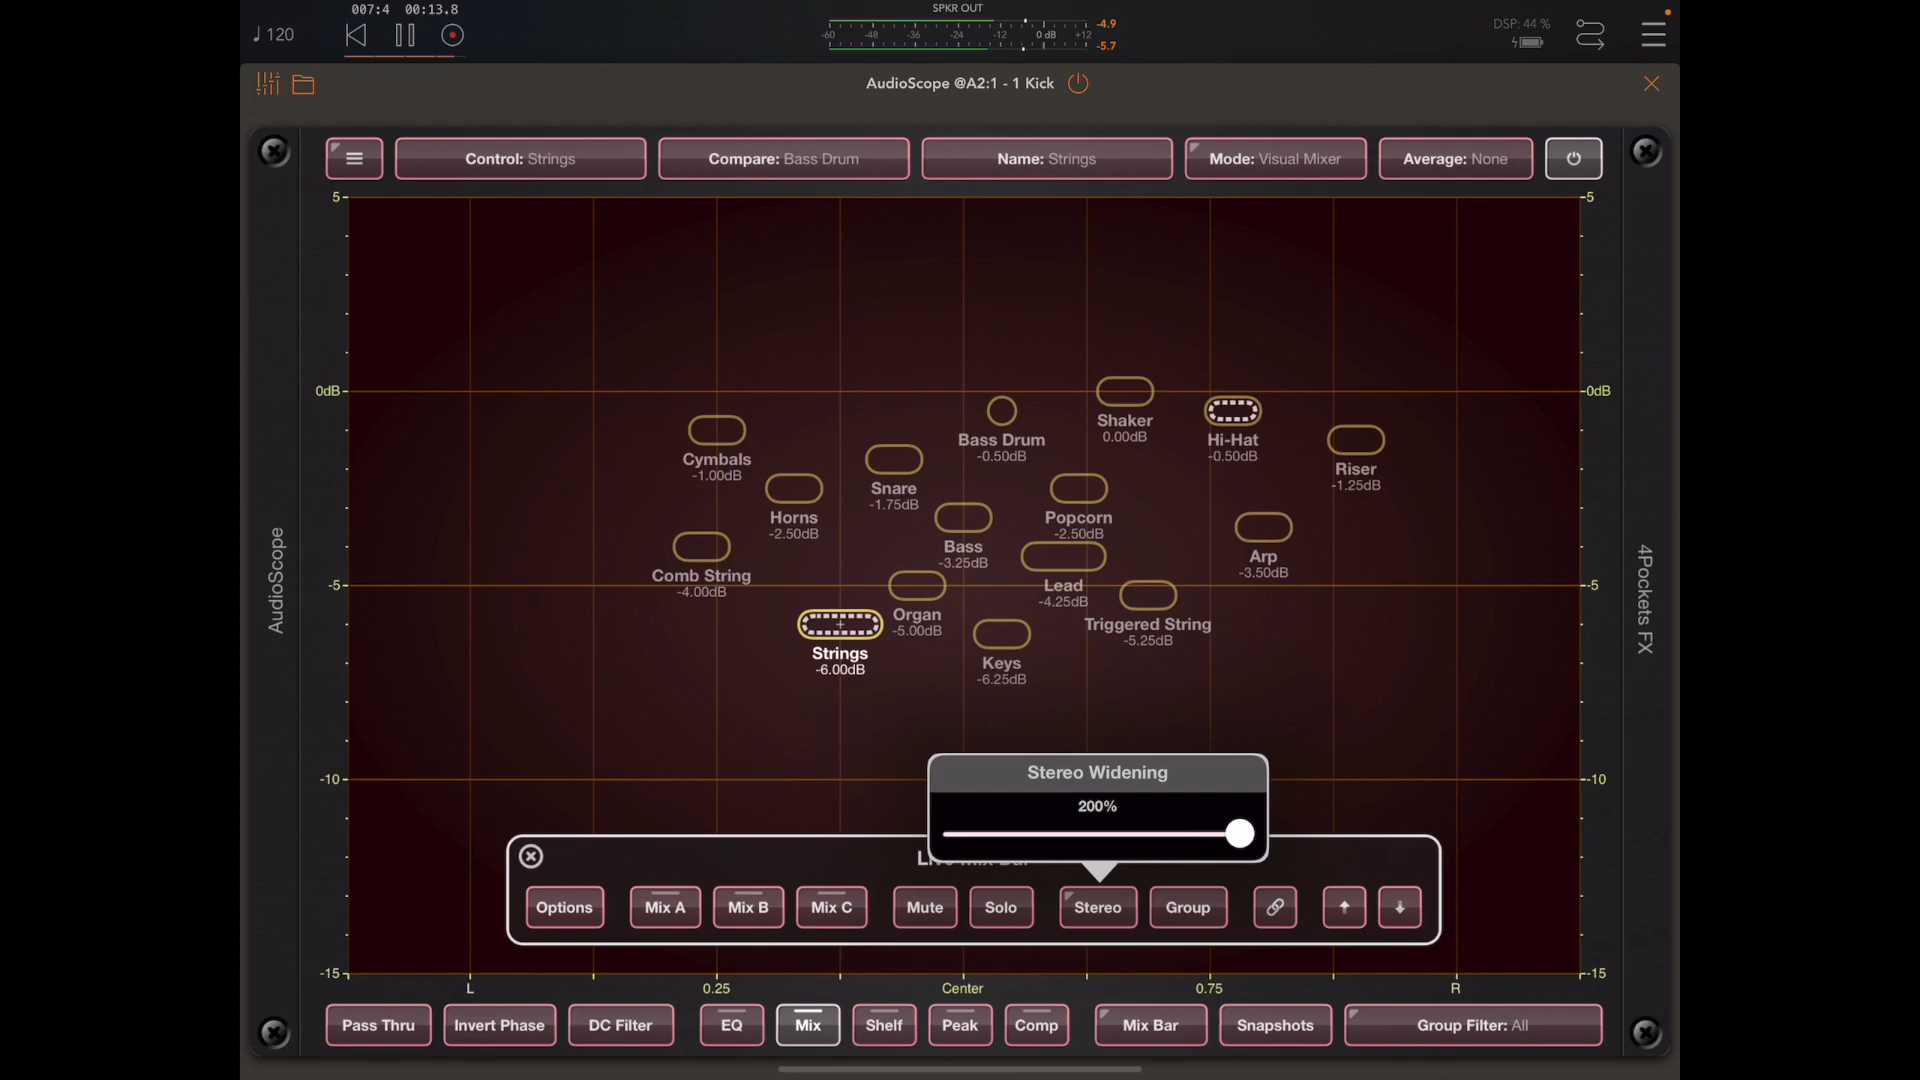 007:4 00:13.8
SPKR OUT
120
-60 -48 -36 -24 -12 0 dB +12
-4.9
-5.7
DSP: 44 %
AudioScope @A2:1 - 1 Kick
Control: Strings
Compare: Bass Drum
Name: Strings
Mode: Visual Mixer
Average: None
5
0dB
-5
-10
-15
5
0dB
-5
-10
-15
AudioScope
4Pockets FX
Cymbals
-1.00dB
Horns
-2.50dB
Comb String
-4.00dB
Snare
-1.75dB
Bass Drum
-0.50dB
Shaker
0.00dB
Hi-Hat
-0.50dB
Riser
-1.25dB
Bass
-3.25dB
Popcorn
-2.50dB
Arp
-3.50dB
Lead
-4.25dB
Organ
-5.00dB
Triggered String
-5.25dB
Strings
-6.00dB
Keys
-6.25dB
Stereo Widening
200%
Options
Mix A
Mix B
Mix C
Mute
Solo
Stereo
Group
L
0.25
Center
0.75
R
Pass Thru
Invert Phase
DC Filter
EQ
Mix
Shelf
Peak
Comp
Mix Bar
Snapshots
Group Filter: All